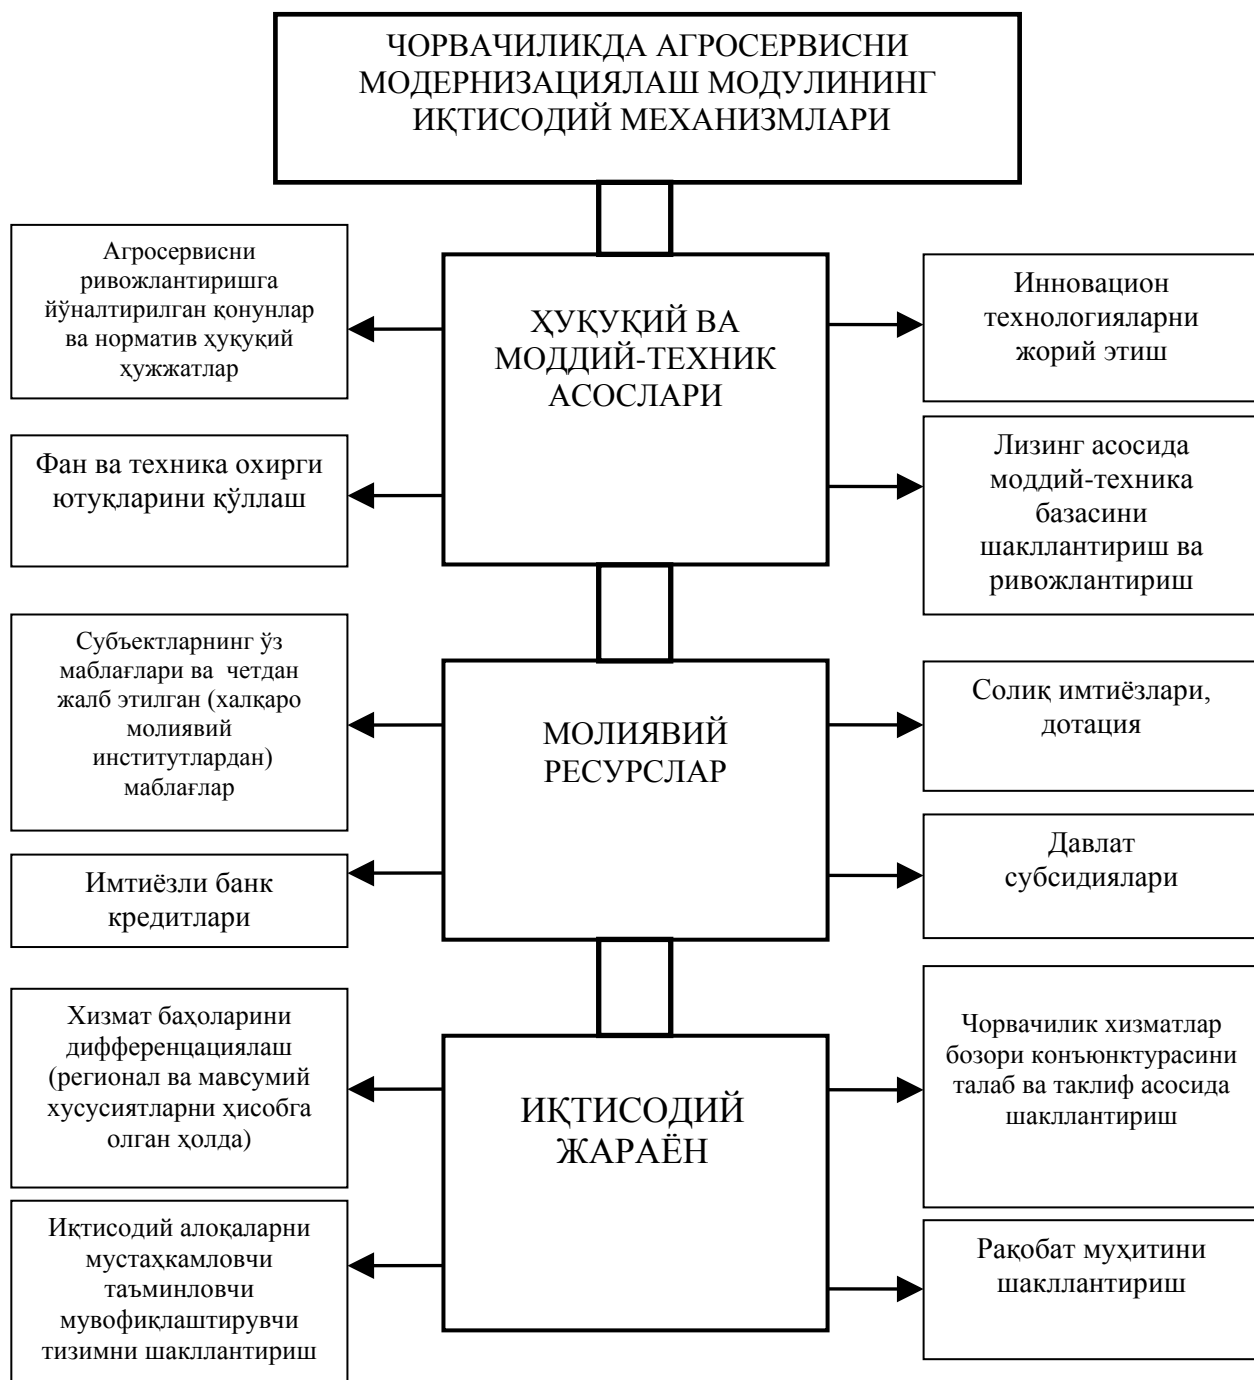 ЧОРВАЧИЛИКДА АГРОСЕРВИСНИ
МОДЕРНИЗАЦИЯЛАШ МОДУЛИНИНГ
ИҚТИСОДИЙ МЕХАНИЗМЛАРИ
Агросервисни
ривожлантиришга
йўналтирилган қонунлар
ва норматив ҳуқуқий
ҳужжатлар
ҲУҚУҚИЙ ВА
МОДДИЙ-ТЕХНИК
АСОСЛАРИ
Инновацион
технологияларни
жорий этиш
Фан ва техника охирги
ютуқларини қўллаш
Лизинг асосида
моддий-техника
базасини
шакллантириш ва
ривожлантириш
Субъектларнинг ўз
маблағлари ва четдан
жалб этилган (халқаро
молиявий
институтлардан)
маблағлар
МОЛИЯВИЙ
РЕСУРСЛАР
Солиқ имтиёзлари,
дотация
Имтиёзли банк
кредитлари
Давлат
субсидиялари
Хизмат баҳоларини
дифференцациялаш
(регионал ва мавсумий
хусусиятларни ҳисобга
олган ҳолда)
ИҚТИСОДИЙ
ЖАРАЁН
Чорвачилик хизматлар
бозори конъюнктурасини
талаб ва таклиф асосида
шакллантириш
Иқтисодий алоқаларни
мустаҳкамловчи
таъминловчи
мувофиқлаштирувчи
тизимни шакллантириш
Рақобат муҳитини
шакллантириш